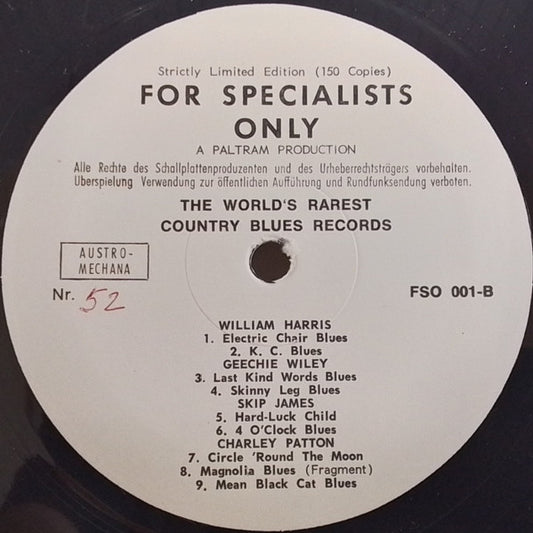 Strictly Limited Edition (150 Copies)
FOR SPECIALISTS
ONLY
A PALTRAM PRODUCTION
Alle Rechte des Schallplattenproduzenten und des Urheberrechtsträgers vorbehalten.
Überspielung Verwendung zur öffentlichen Aufführung und Rundfunksendung verboten.
THE WORLD'S RAREST
COUNTRY BLUES RECORDS
AUSTRO-
MECHANA
Nr. 52
FSO 001-B
WILLIAM HARRIS
1. Electric Chair Blues
2. K. C. Blues
GEECHIE WILEY
3. Last Kind Words Blues
4. Skinny Leg Blues
SKIP JAMES
5. Hard-Luck Child
6. 4 O'Clock Blues
CHARLEY PATTON
7. Circle 'Round The Moon
8. Magnolia Blues (Fragment)
9. Mean Black Cat Blues